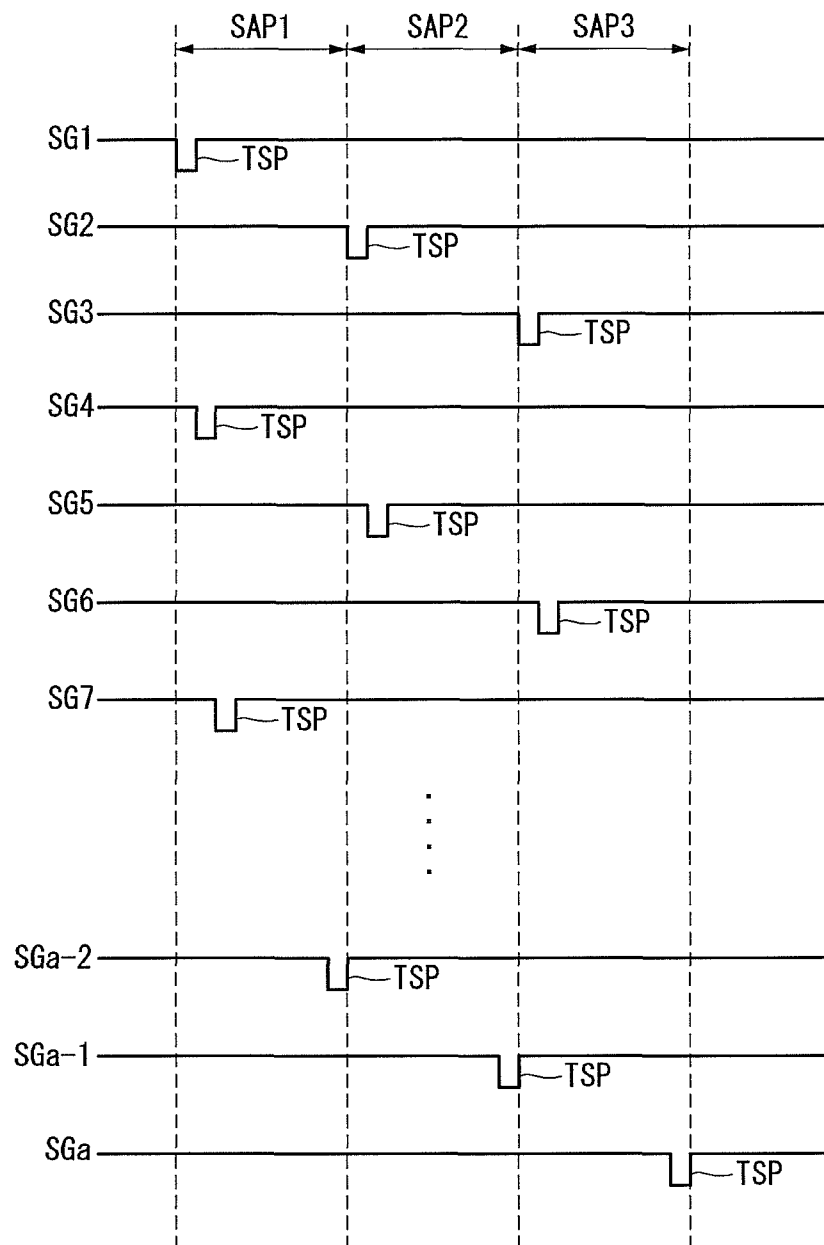 SAP1 SAP2 SAP3
SG1 TSP
SG2 TSP
SG3 TSP
SG4 TSP
SG5 TSP
SG6 TSP
SG7 TSP
SGa-2 TSP
SGa-1 TSP
SGa TSP